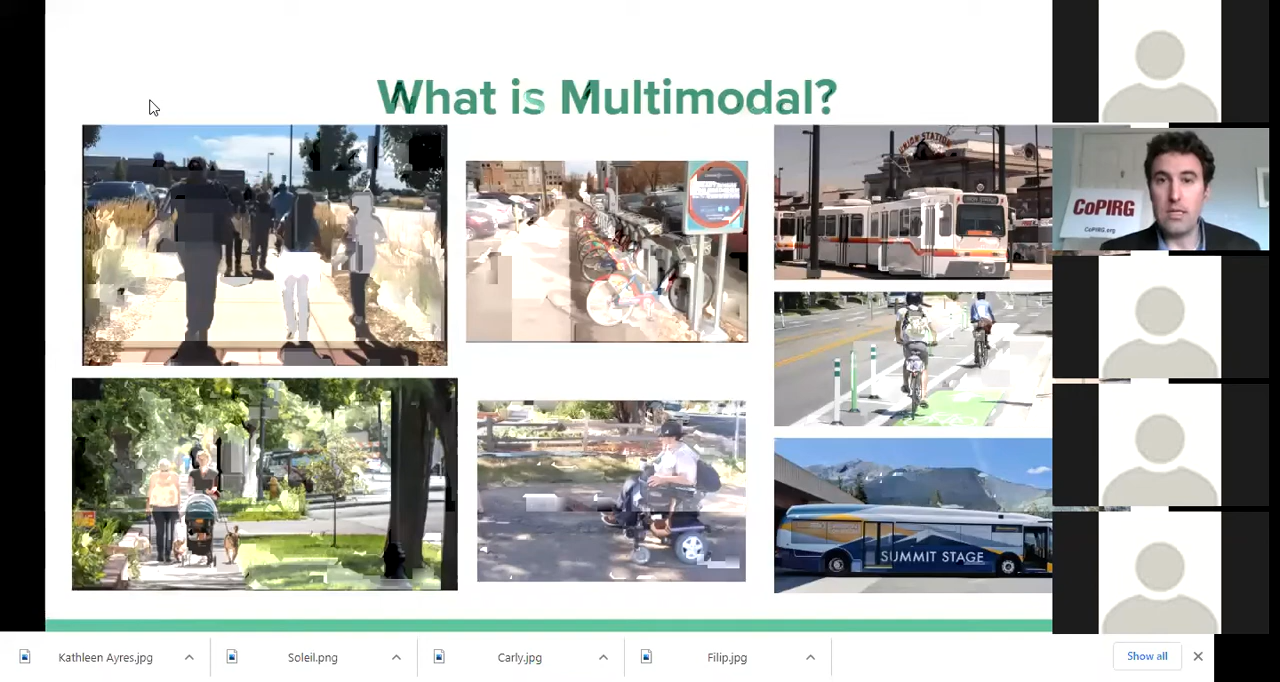 What is Multimodal?
UNION STATION
CoPIRG
CoPIRG.org
SUMMIT STAGE
Kathleen Ayres.jpg
Soleil.png
Carly.jpg
Filip.jpg
Show all